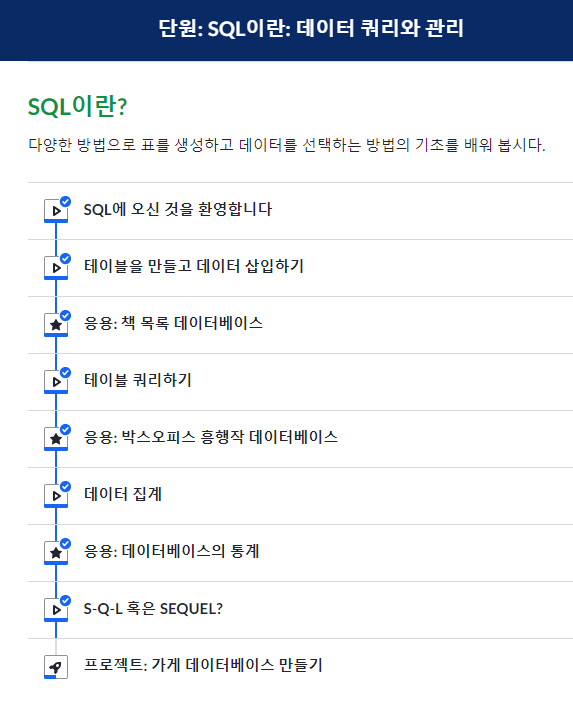 단원: SQL이란: 데이터 쿼리와 관리
SQL이란?
다양한 방법으로 표를 생성하고 데이터를 선택하는 방법의 기초를 배워 봅시다.
SQL에 오신 것을 환영합니다
테이블을 만들고 데이터 삽입하기
응용: 책 목록 데이터베이스
테이블 쿼리하기
응용: 박스오피스 흥행작 데이터베이스
데이터 집계
응용: 데이터베이스의 통계
S-Q-L 혹은 SEQUEL?
프로젝트: 가게 데이터베이스 만들기